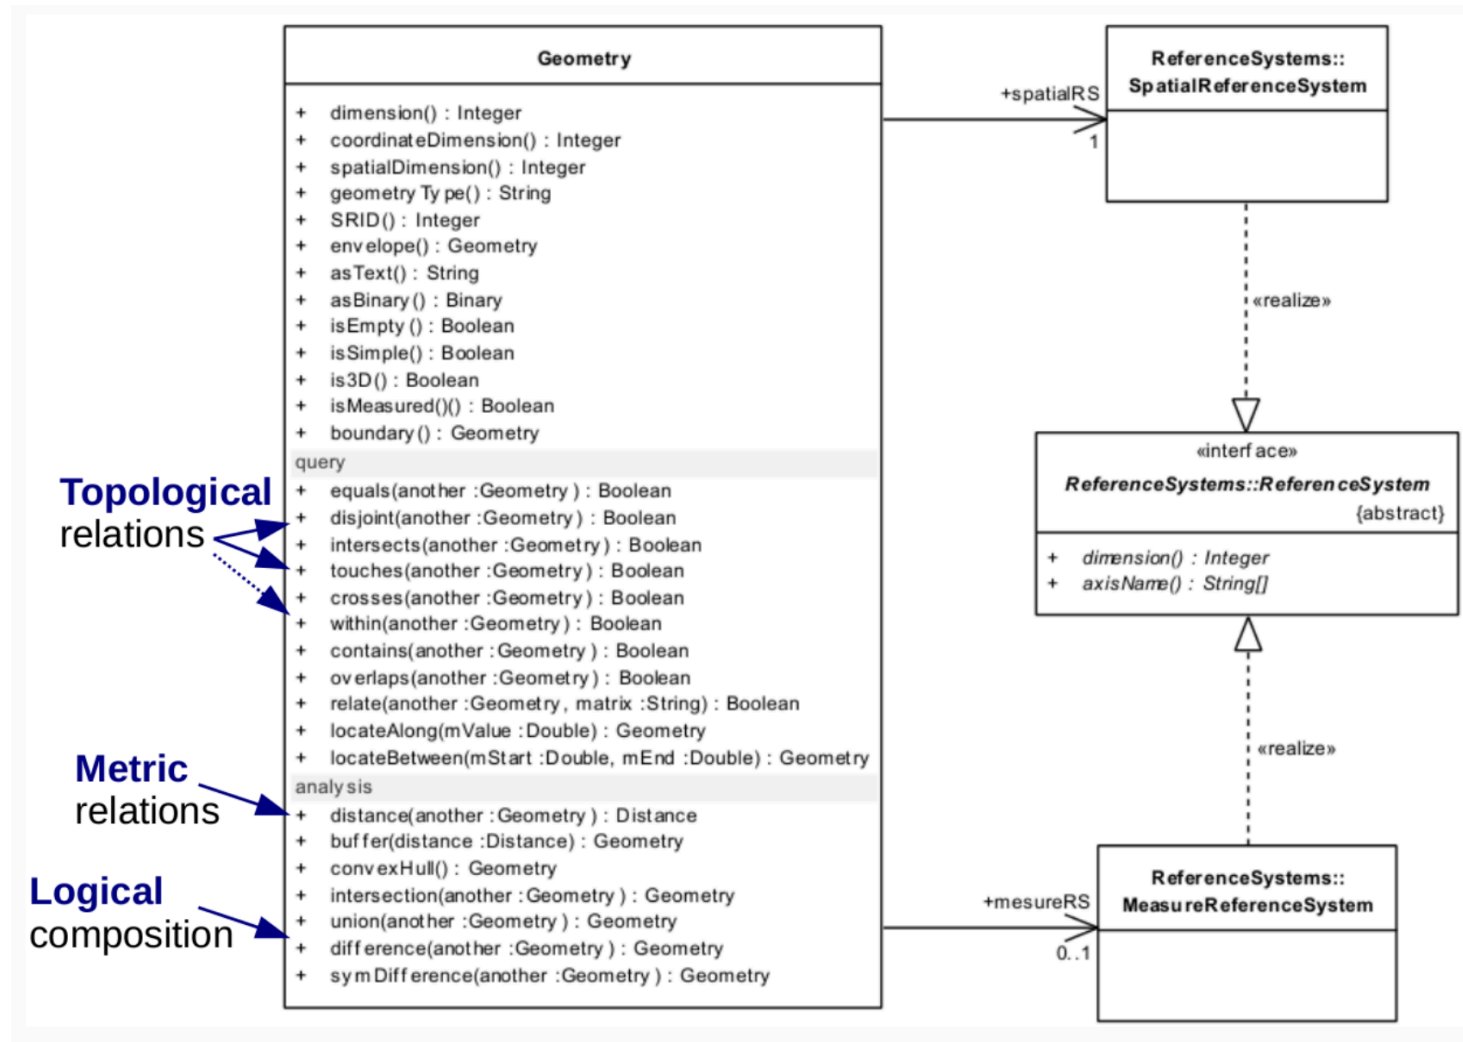 Geometry
+ dimension() : Integer
+ coordinateDimension() : Integer
+ spatialDimension() : Integer
+ geometryType() : String
+ SRID() : Integer
+ envelope() : Geometry
+ asText() : String
+ asBinary() : Binary
+ isEmpty() : Boolean
+ isSimple() : Boolean
+ is3D() : Boolean
+ isMeasured()() : Boolean
+ boundary() : Geometry
query
+ equals(another :Geometry) : Boolean
+ disjoint(another :Geometry) : Boolean
+ intersects(another :Geometry) : Boolean
+ touches(another :Geometry) : Boolean
+ crosses(another :Geometry) : Boolean
+ within(another :Geometry) : Boolean
+ contains(another :Geometry) : Boolean
+ overlaps(another :Geometry) : Boolean
+ relate(another :Geometry, matrix :String) : Boolean
+ locateAlong(mValue :Double) : Geometry
+ locateBetween(mStart :Double, mEnd :Double) : Geometry
analysis
+ distance(another :Geometry) : Distance
+ buffer(distance :Distance) : Geometry
+ convexHull() : Geometry
+ intersection(another :Geometry) : Geometry
+ union(another :Geometry) : Geometry
+ difference(another :Geometry) : Geometry
+ symDifference(another :Geometry) : Geometry
Topological
relations
Metric
relations
Logical
composition
+spatialRS
1
ReferenceSystems::
SpatialReferenceSystem
«realize»
«interface»
ReferenceSystems::ReferenceSystem
{abstract}
+ dimension() : Integer
+ axisName() : String[]
«realize»
+mesureRS
0..1
ReferenceSystems::
MeasureReferenceSystem